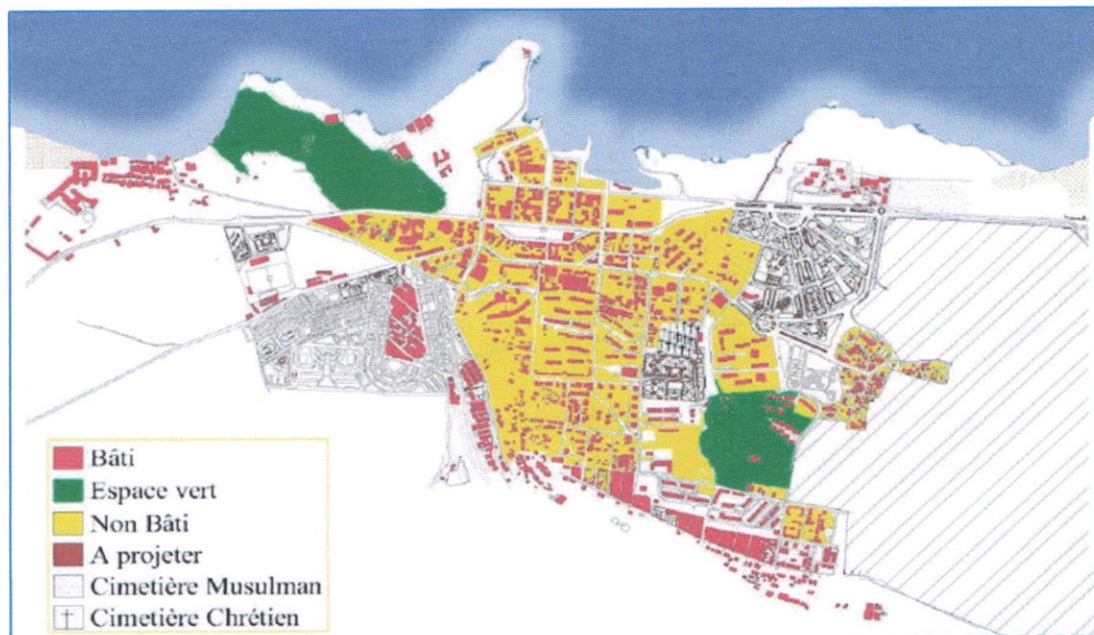 Bâti
Espace vert
Non Bâti
A projeter
Cimetière Musulman
Cimetière Chrétien